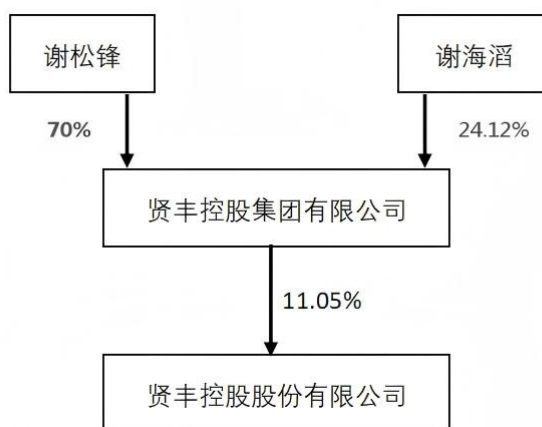 谢松锋
谢海滔
70%
24.12%
贤丰控股集团有限公司
11.05%
贤丰控股股份有限公司